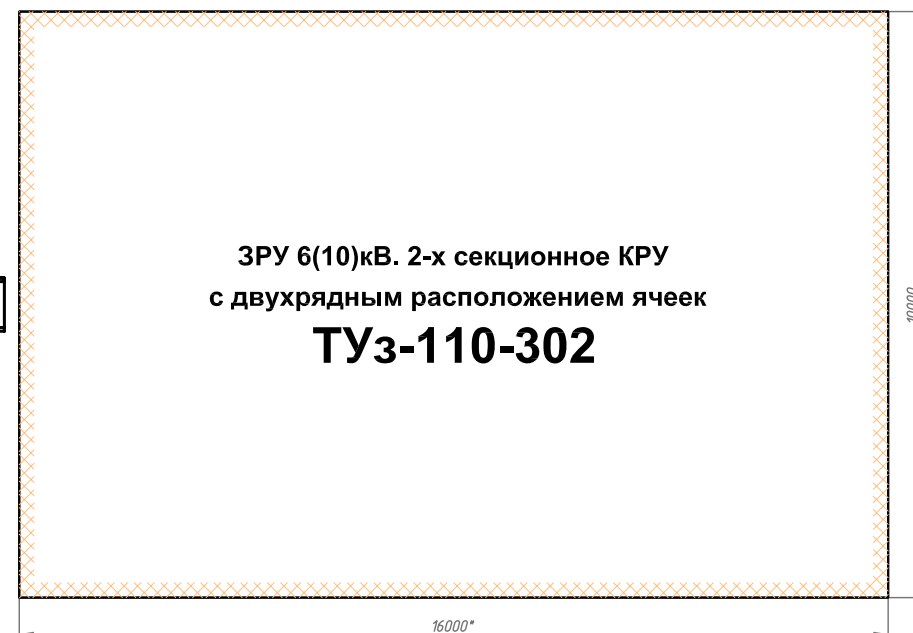 ЗРУ 6(10)кВ. 2-х секционное КРУ
с двухрядным расположением ячеек
ТУз-110-302
16000*